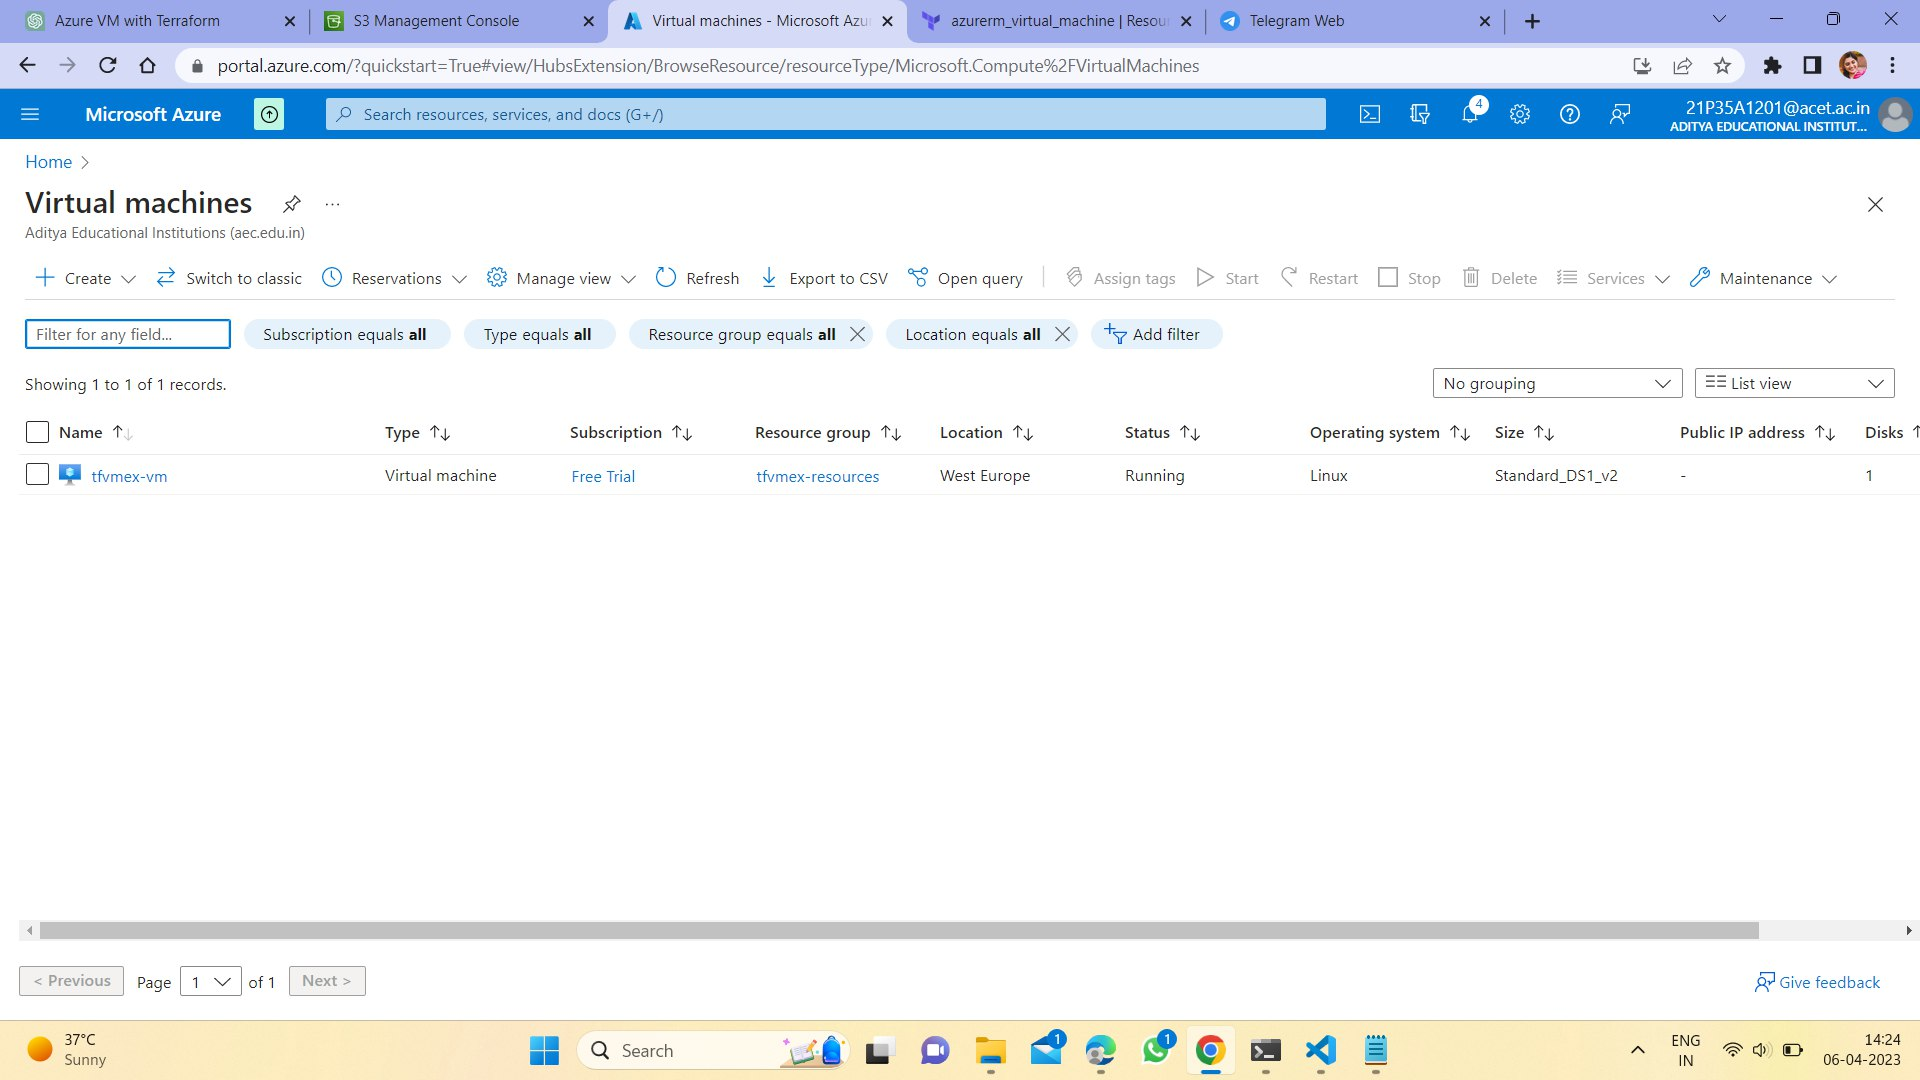 Azure VM with Terraform
S3 Management Console
Virtual machines - Microsoft Azu
azurerm_virtual_machine | Resou
Telegram Web
portal.azure.com/?quickstart=True#view/HubsExtension/BrowseResource/resourceType/Microsoft.Compute%2FVirtualMachines
Microsoft Azure
Search resources, services, and docs (G+/)
4
21P35A1201@acet.ac.in
ADITYA EDUCATIONAL INSTITUT...
Home
Virtual machines
...
Aditya Educational Institutions (aec.edu.in)
Create
Switch to classic
Reservations
Manage view
Refresh
Export to CSV
Open query
Assign tags
Start
Restart
Stop
Delete
Services
Maintenance
Filter for any field...
Subscription equals all
Type equals all
Resource group equals all
Location equals all
Add filter
Showing 1 to 1 of 1 records.
No grouping
List view
Name Type Subscription Resource group Location Status Operating system Size Public IP address Disks
tfvmex-vm Virtual machine Free Trial tfvmex-resources West Europe Running Linux Standard_DS1_v2 - 1
< Previous
Page 1 of 1
Next >
Give feedback
37°C
Sunny
Search
1
1
ENG
IN
14:24
06-04-2023